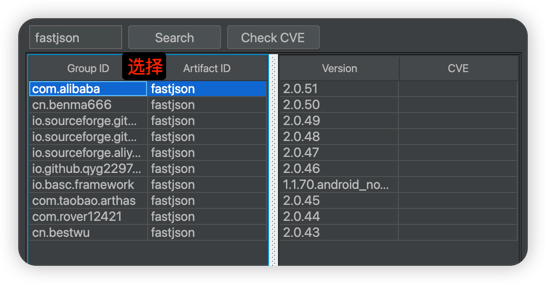 fastjson Search Check CVE
Group ID 选择 Artifact ID Version CVE
com.alibaba fastjson 2.0.51
cn.benma666 fastjson 2.0.50
io.sourceforge.git... fastjson 2.0.49
io.sourceforge.git... fastjson 2.0.48
io.sourceforge.aliy... fastjson 2.0.47
io.github.qyg2297... fastjson 2.0.46
io.basc.framework fastjson 1.1.70.android_no...
com.taobao.arthas fastjson 2.0.45
com.rover12421 fastjson 2.0.44
cn.bestwu fastjson 2.0.43